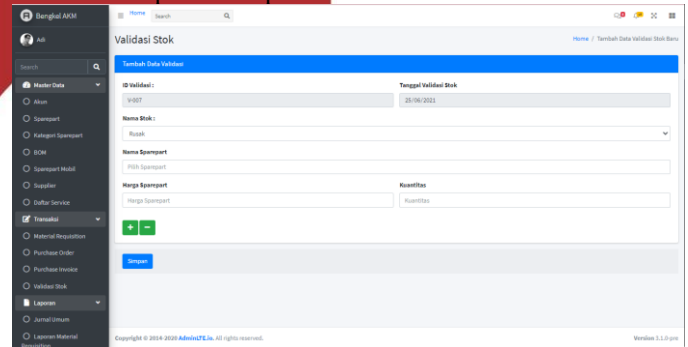 Bengkel AKM
Home
Search
Adi
Validasi Stok
Home / Tambah Data Validasi Stok Baru
Search
Tambah Data Validasi
Master Data
ID Validasi :
Tanggal Validasi Stok
Akun
V-007
25/06/2021
Sparepart
Nama Stok :
Kategori Sparepart
Rusak
BOM
Nama Sparepart
Sparepart Mobil
Pilih Sparepart
Supplier
Harga Sparepart
Kuantitas
Daftar Service
Harga Sparepart
Kuantitas
Transaksi
Material Requisition
Purchase Order
Purchase Invoice
Simpan
Validasi Stok
Laporan
Jurnal Umum
Laporan Material
Requisition
Copyright © 2014-2020 AdminLTE.io. All rights reserved.
Version 3.1.0-pre